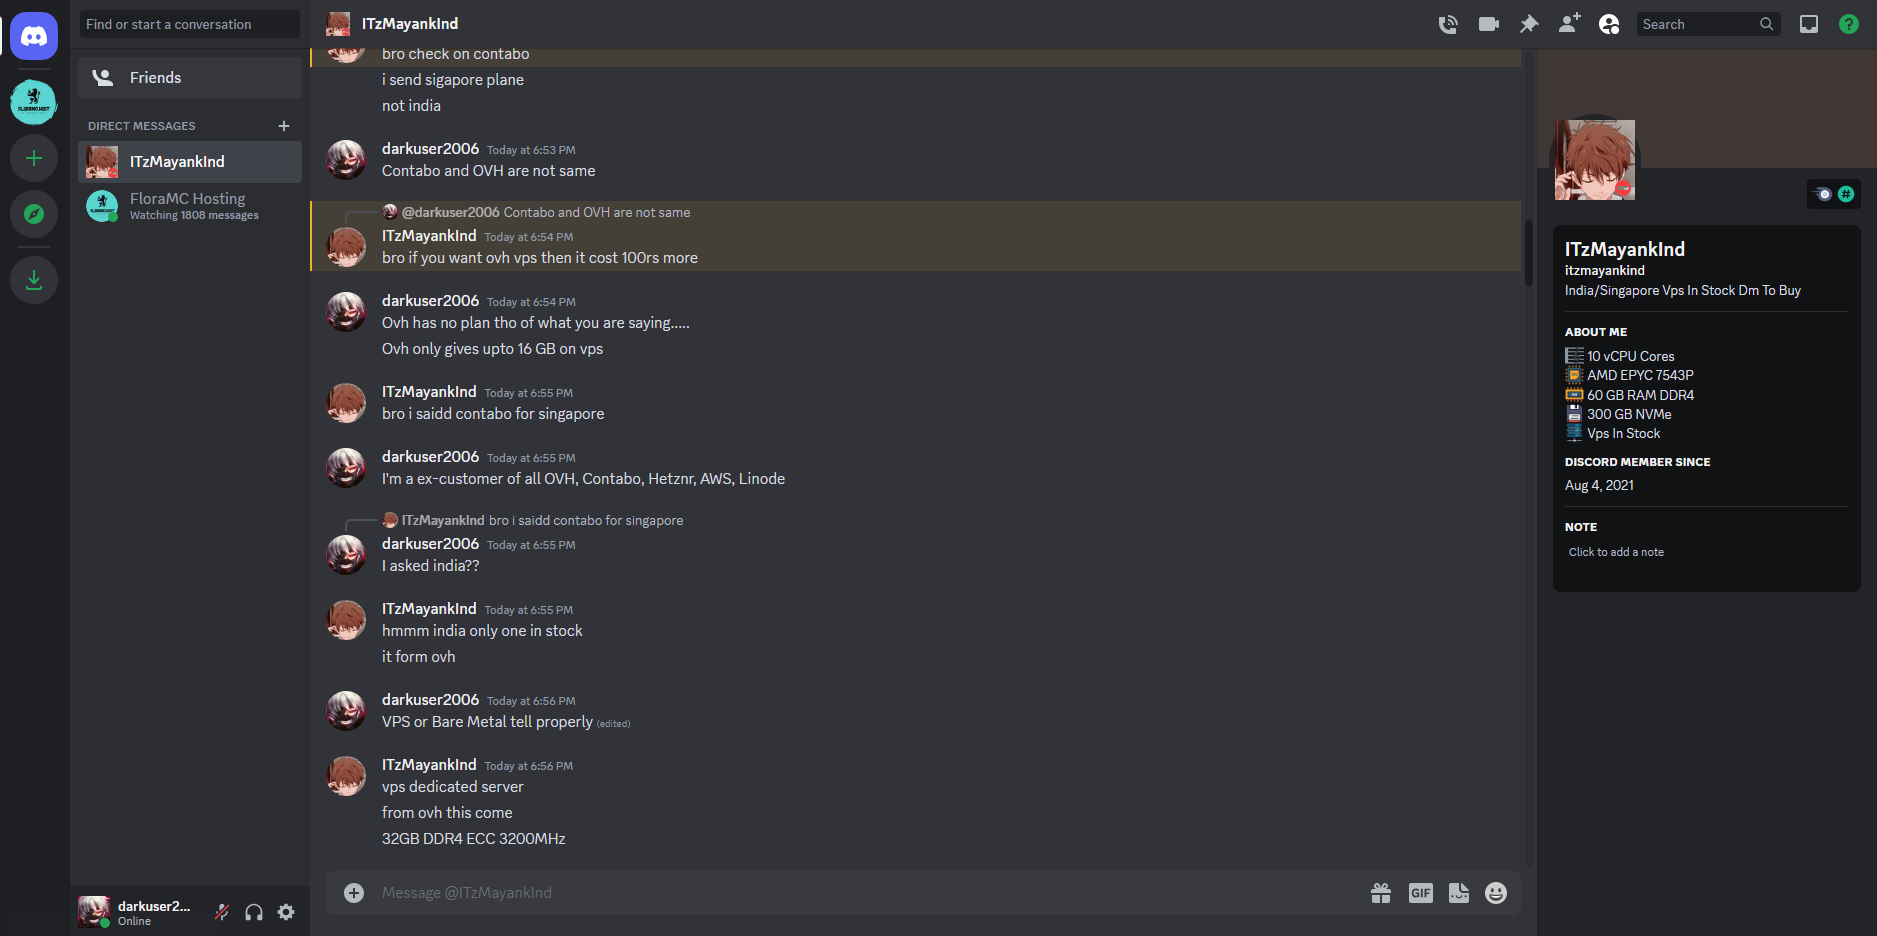 Find or start a conversation
Friends
DIRECT MESSAGES
ITzMayankInd
FloraMC Hosting
Watching 1808 messages
darkuser2...
Online
ITzMayankInd
Search
bro check on contabo
i send sigapore plane
not india
darkuser2006 Today at 6:53 PM
Contabo and OVH are not same
@darkuser2006 Contabo and OVH are not same
ITzMayankInd Today at 6:54 PM
bro if you want ovh vps then it cost 100rs more
darkuser2006 Today at 6:54 PM
Ovh has no plan tho of what you are saying.....
Ovh only gives upto 16 GB on vps
ITzMayankInd Today at 6:55 PM
bro i saidd contabo for singapore
darkuser2006 Today at 6:55 PM
I'm a ex-customer of all OVH, Contabo, Hetznr, AWS, Linode
ITzMayankInd bro i saidd contabo for singapore
darkuser2006 Today at 6:55 PM
I asked india??
ITzMayankInd Today at 6:55 PM
hmmm india only one in stock
it form ovh
darkuser2006 Today at 6:56 PM
VPS or Bare Metal tell properly (edited)
ITzMayankInd Today at 6:56 PM
vps dedicated server
from ovh this come
32GB DDR4 ECC 3200MHz
Message @ITzMayankInd
GIF
ITzMayankInd
itzmayankind
India/Singapore Vps In Stock Dm To Buy
ABOUT ME
10 vCPU Cores
AMD EPYC 7543P
60 GB RAM DDR4
300 GB NVMe
Vps In Stock
DISCORD MEMBER SINCE
Aug 4, 2021
NOTE
Click to add a note